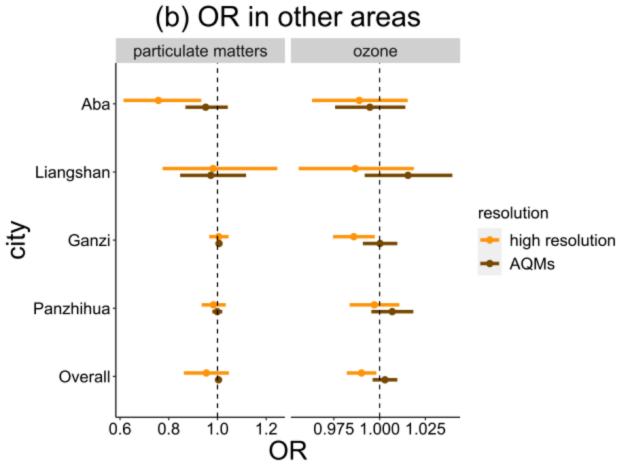 (b) OR in other areas
particulate matters
ozone
Aba
Liangshan
Ganzi
Panzhihua
Overall
city
0.6 0.8 1.0 1.2
0.975 1.000 1.025
OR
resolution
high resolution
AQMs